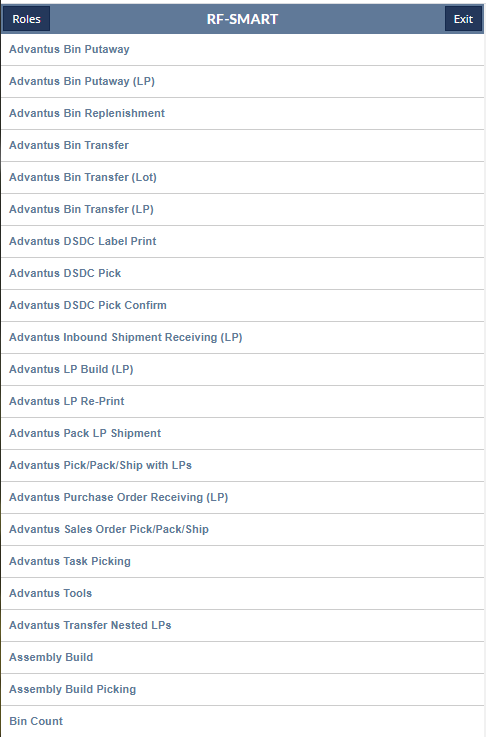 Roles RF-SMART Exit
Advantus Bin Putaway
Advantus Bin Putaway (LP)
Advantus Bin Replenishment
Advantus Bin Transfer
Advantus Bin Transfer (Lot)
Advantus Bin Transfer (LP)
Advantus DSDC Label Print
Advantus DSDC Pick
Advantus DSDC Pick Confirm
Advantus Inbound Shipment Receiving (LP)
Advantus LP Build (LP)
Advantus LP Re-Print
Advantus Pack LP Shipment
Advantus Pick/Pack/Ship with LPs
Advantus Purchase Order Receiving (LP)
Advantus Sales Order Pick/Pack/Ship
Advantus Task Picking
Advantus Tools
Advantus Transfer Nested LPs
Assembly Build
Assembly Build Picking
Bin Count